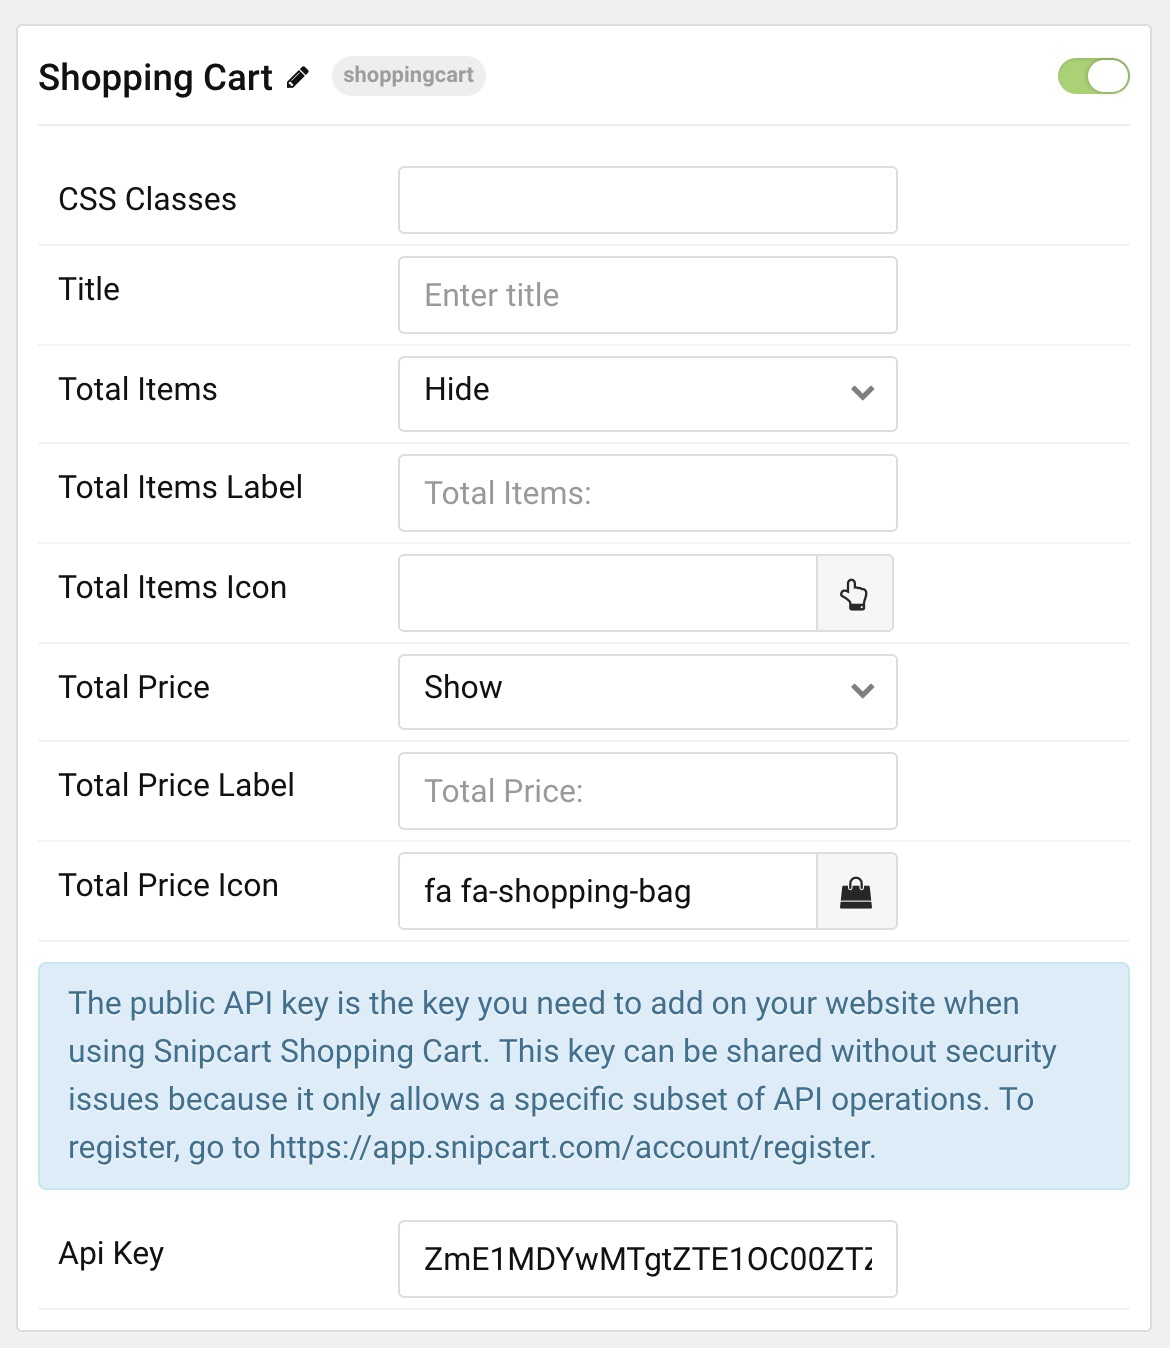 Shopping Cart shoppingcart
CSS Classes
Title Enter title
Total Items Hide
Total Items Label Total Items:
Total Items Icon
Total Price Show
Total Price Label Total Price:
Total Price Icon fa fa-shopping-bag
The public API key is the key you need to add on your website when
using Snipcart Shopping Cart. This key can be shared without security
issues because it only allows a specific subset of API operations. To
register, go to https://app.snipcart.com/account/register.
Api Key ZmE1MDYwMTgtZTE1OC00ZTZ